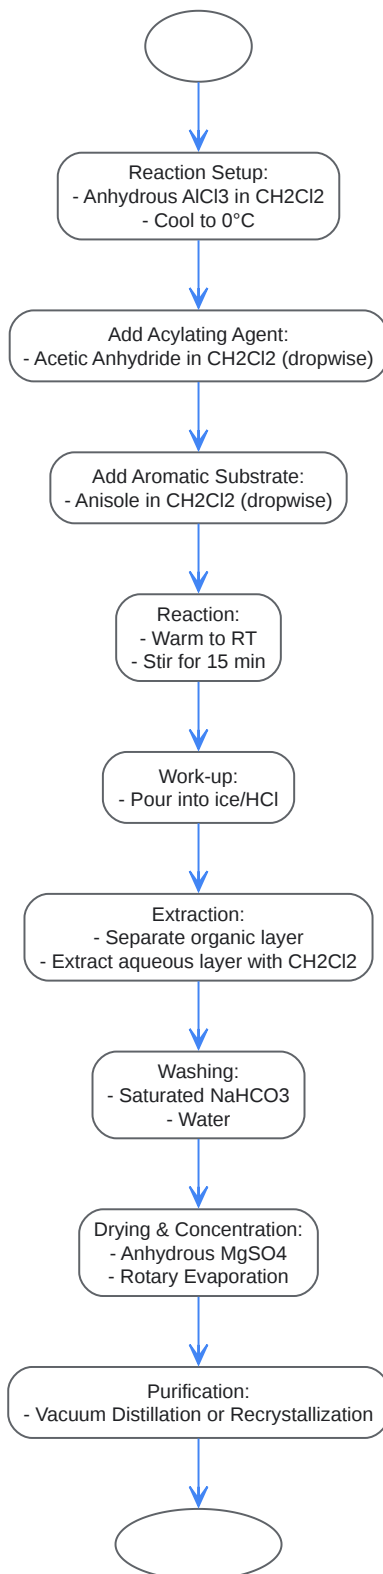 Reaction Setup:
- Anhydrous AlCl3 in CH2Cl2
- Cool to 0°C
Add Acylating Agent:
- Acetic Anhydride in CH2Cl2 (dropwise)
Add Aromatic Substrate:
- Anisole in CH2Cl2 (dropwise)
Reaction:
- Warm to RT
- Stir for 15 min
Work-up:
- Pour into ice/HCl
Extraction:
- Separate organic layer
- Extract aqueous layer with CH2Cl2
Washing:
- Saturated NaHCO3
- Water
Drying & Concentration:
- Anhydrous MgSO4
- Rotary Evaporation
Purification:
- Vacuum Distillation or Recrystallization